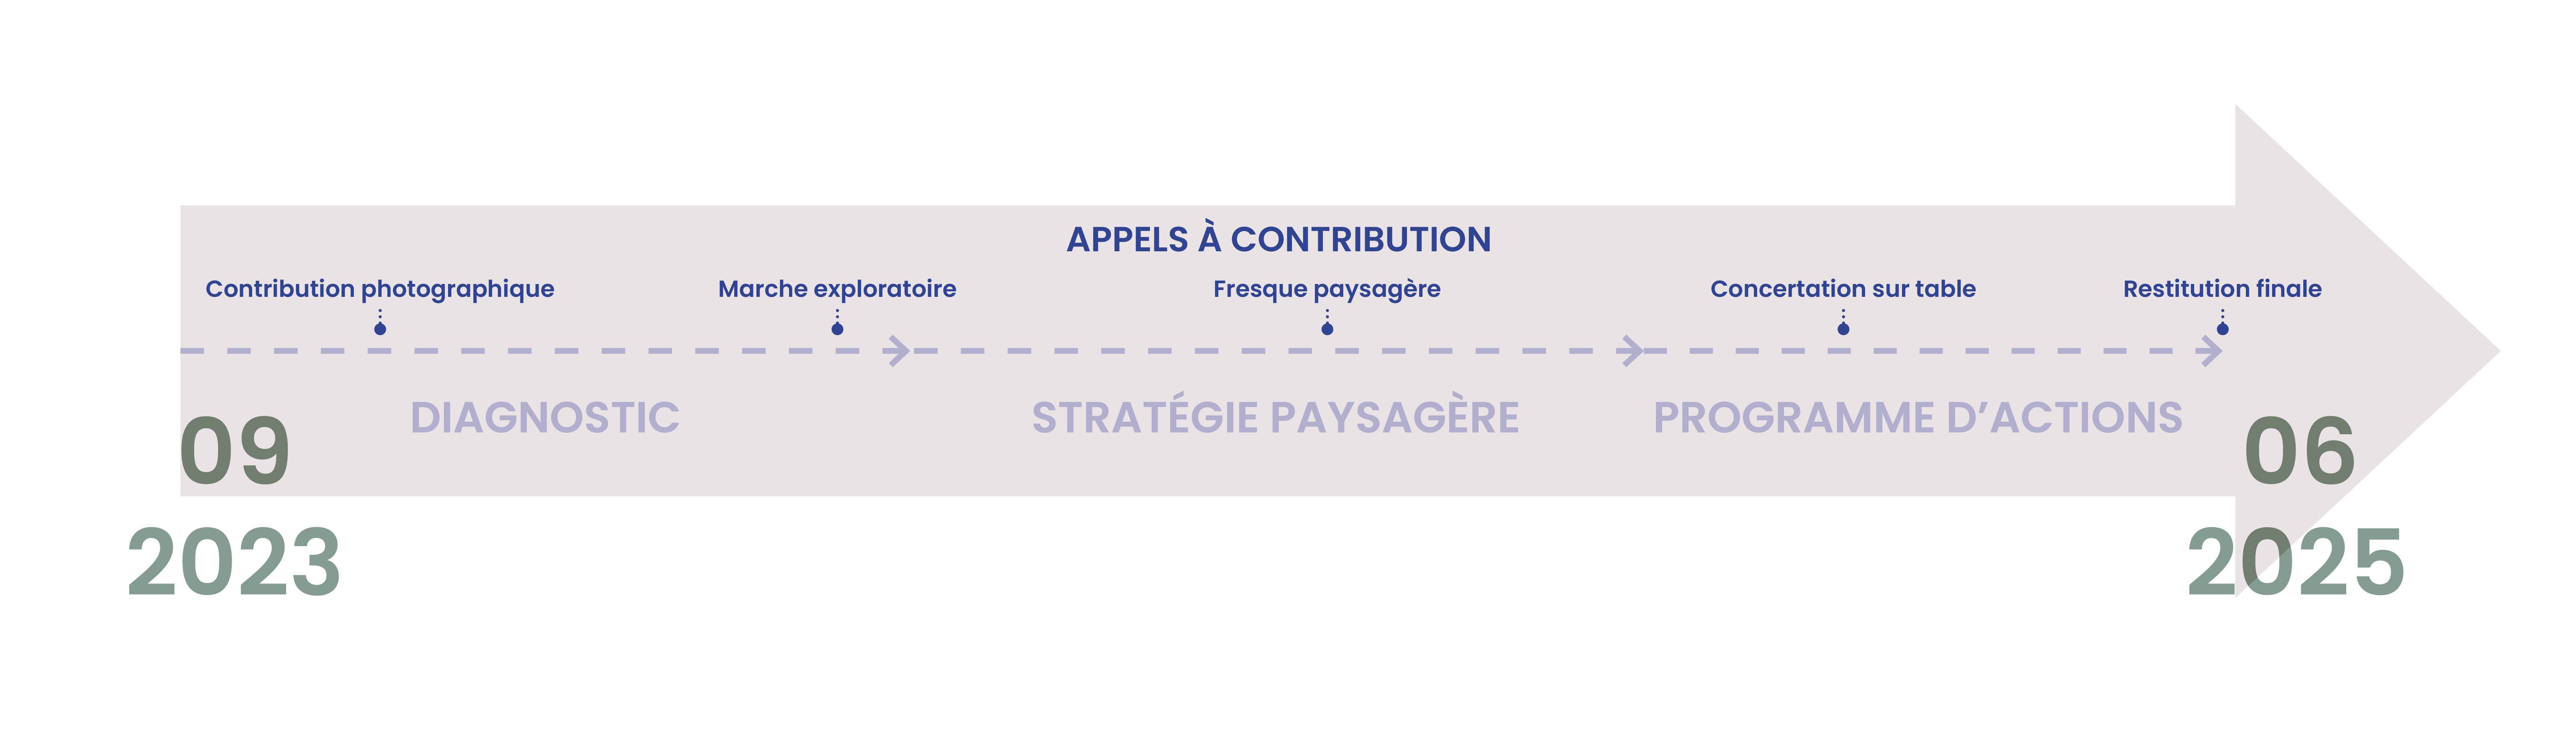 APPELS À CONTRIBUTION
Contribution photographique
Marche exploratoire
Fresque paysagère
Concertation sur table
Restitution finale
DIAGNOSTIC
STRATÉGIE PAYSAGÈRE
PROGRAMME D’ACTIONS
09
06
2023
2025